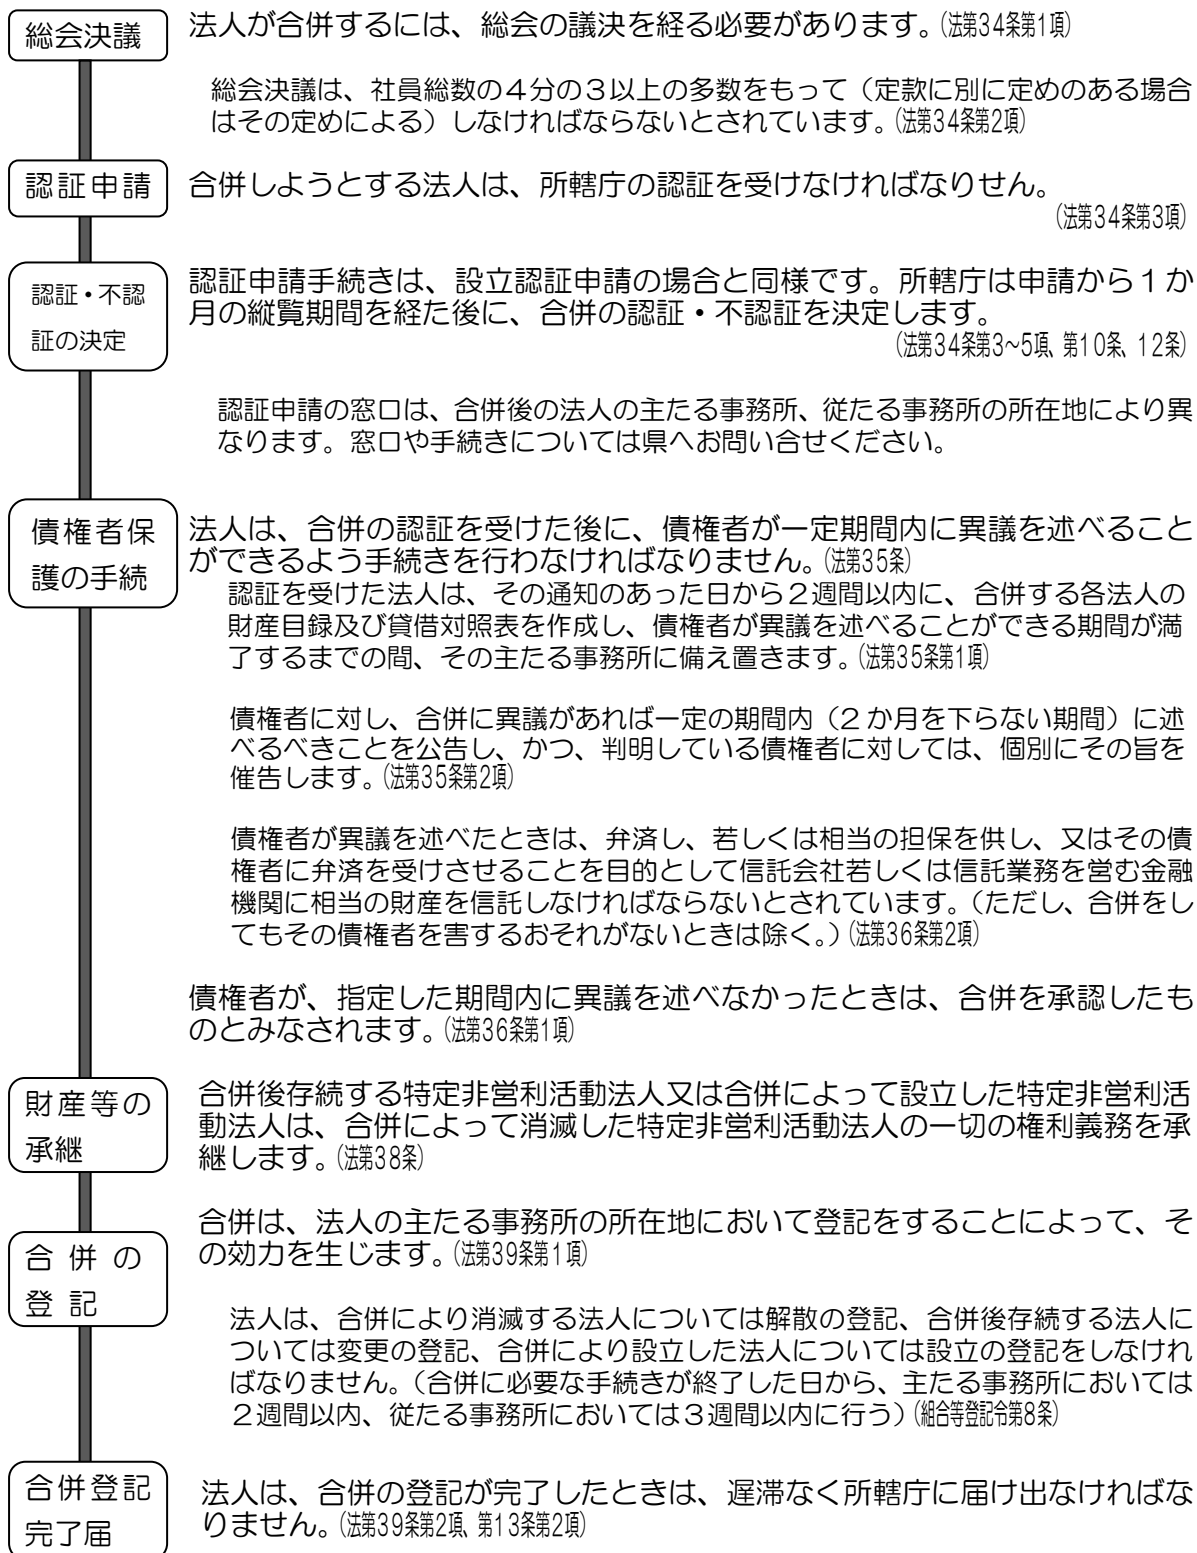 総会決議
法人が合併するには、総会の議決を経る必要があります。(法第34条第1項)
総会決議は、社員総数の4分の3以上の多数をもって（定款に別に定めのある場合
はその定めによる）しなければならないとされています。(法第34条第2項)
認証申請
合併しようとする法人は、所轄庁の認証を受けなければなりせん。
(法第34条第3項)
認証・不認
証の決定
認証申請手続きは、設立認証申請の場合と同様です。所轄庁は申請から1か
月の縦覧期間を経た後に、合併の認証・不認証を決定します。
(法第34条第3~5項、第10条、12条)
認証申請の窓口は、合併後の法人の主たる事務所、従たる事務所の所在地により異
なります。窓口や手続きについては県へお問い合せください。
債権者保
護の手続
法人は、合併の認証を受けた後に、債権者が一定期間内に異議を述べること
ができるよう手続きを行わなければなりません。(法第35条)
認証を受けた法人は、その通知のあった日から2週間以内に、合併する各法人の
財産目録及び貸借対照表を作成し、債権者が異議を述べることができる期間が満
了するまでの間、その主たる事務所に備え置きます。(法第35条第1項)
債権者に対し、合併に異議があれば一定の期間内（2か月を下らない期間）に述
べるべきことを公告し、かつ、判明している債権者に対しては、個別にその旨を
催告します。(法第35条第2項)
債権者が異議を述べたときは、弁済し、若しくは相当の担保を供し、又はその債
権者に弁済を受けさせることを目的として信託会社若しくは信託業務を営む金融
機関に相当の財産を信託しなければならないとされています。（ただし、合併をし
てもその債権者を害するおそれがないときは除く。）(法第36条第2項)
債権者が、指定した期間内に異議を述べなかったときは、合併を承認したも
のとみなされます。(法第36条第1項)
財産等の
承継
合併後存続する特定非営利活動法人又は合併によって設立した特定非営利活
動法人は、合併によって消滅した特定非営利活動法人の一切の権利義務を承
継します。(法第38条)
合併の
登記
合併は、法人の主たる事務所の所在地において登記をすることによって、そ
の効力を生じます。(法第39条第1項)
法人は、合併により消滅する法人については解散の登記、合併後存続する法人に
ついては変更の登記、合併により設立した法人については設立の登記をしなけれ
ばなりません。（合併に必要な手続きが終了した日から、主たる事務所においては
2週間以内、従たる事務所においては3週間以内に行う）(組合等登記令第8条)
合併登記
完了届
法人は、合併の登記が完了したときは、遅滞なく所轄庁に届け出なければな
りません。(法第39条第2項、第13条第2項)